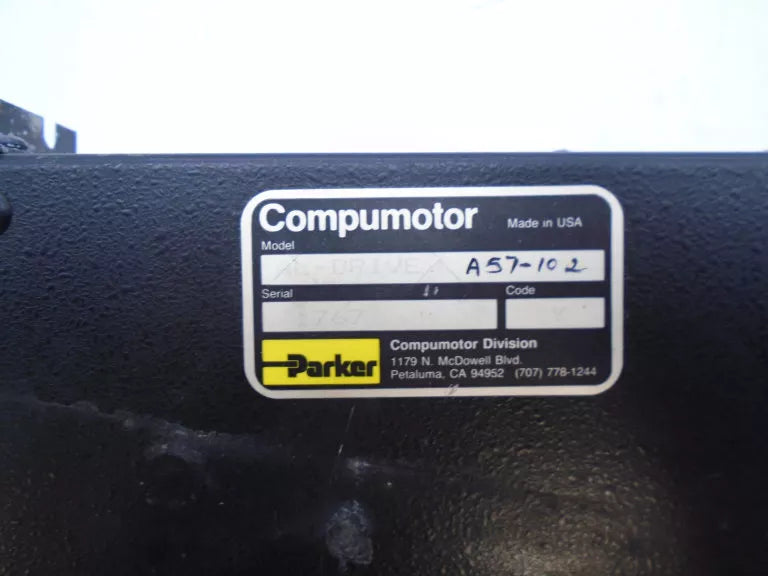 Compumotor Made in USA
Model
DRIVE A57-102
Serial Code
Parker
Compumotor Division
1179 N. McDowell Blvd.
Petaluma, CA 94952 (707) 778-1244